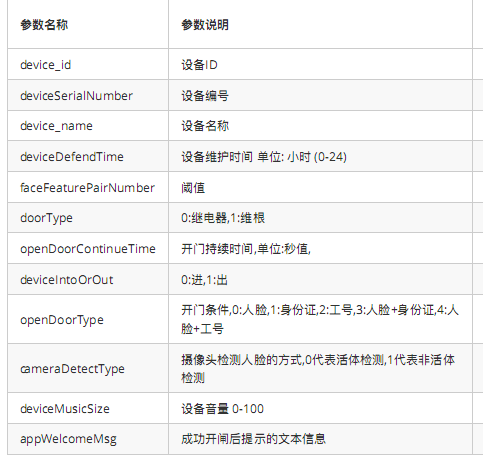 参数名称 参数说明
device_id 设备ID
deviceSerialNumber 设备编号
device_name 设备名称
deviceDefendTime 设备维护时间 单位: 小时 (0-24)
faceFeaturePairNumber 阈值
doorType 0:继电器,1:维根
openDoorContinueTime 开门持续时间,单位:秒值,
deviceIntoOrOut 0:进,1:出
openDoorType 开门条件,0:人脸,1:身份证,2:工号,3:人脸+身份证,4:人
脸+工号
cameraDetectType 摄像头检测人脸的方式,0代表活体检测,1代表非活体
检测
deviceMusicSize 设备音量 0-100
appWelcomeMsg 成功开闸后提示的文本信息